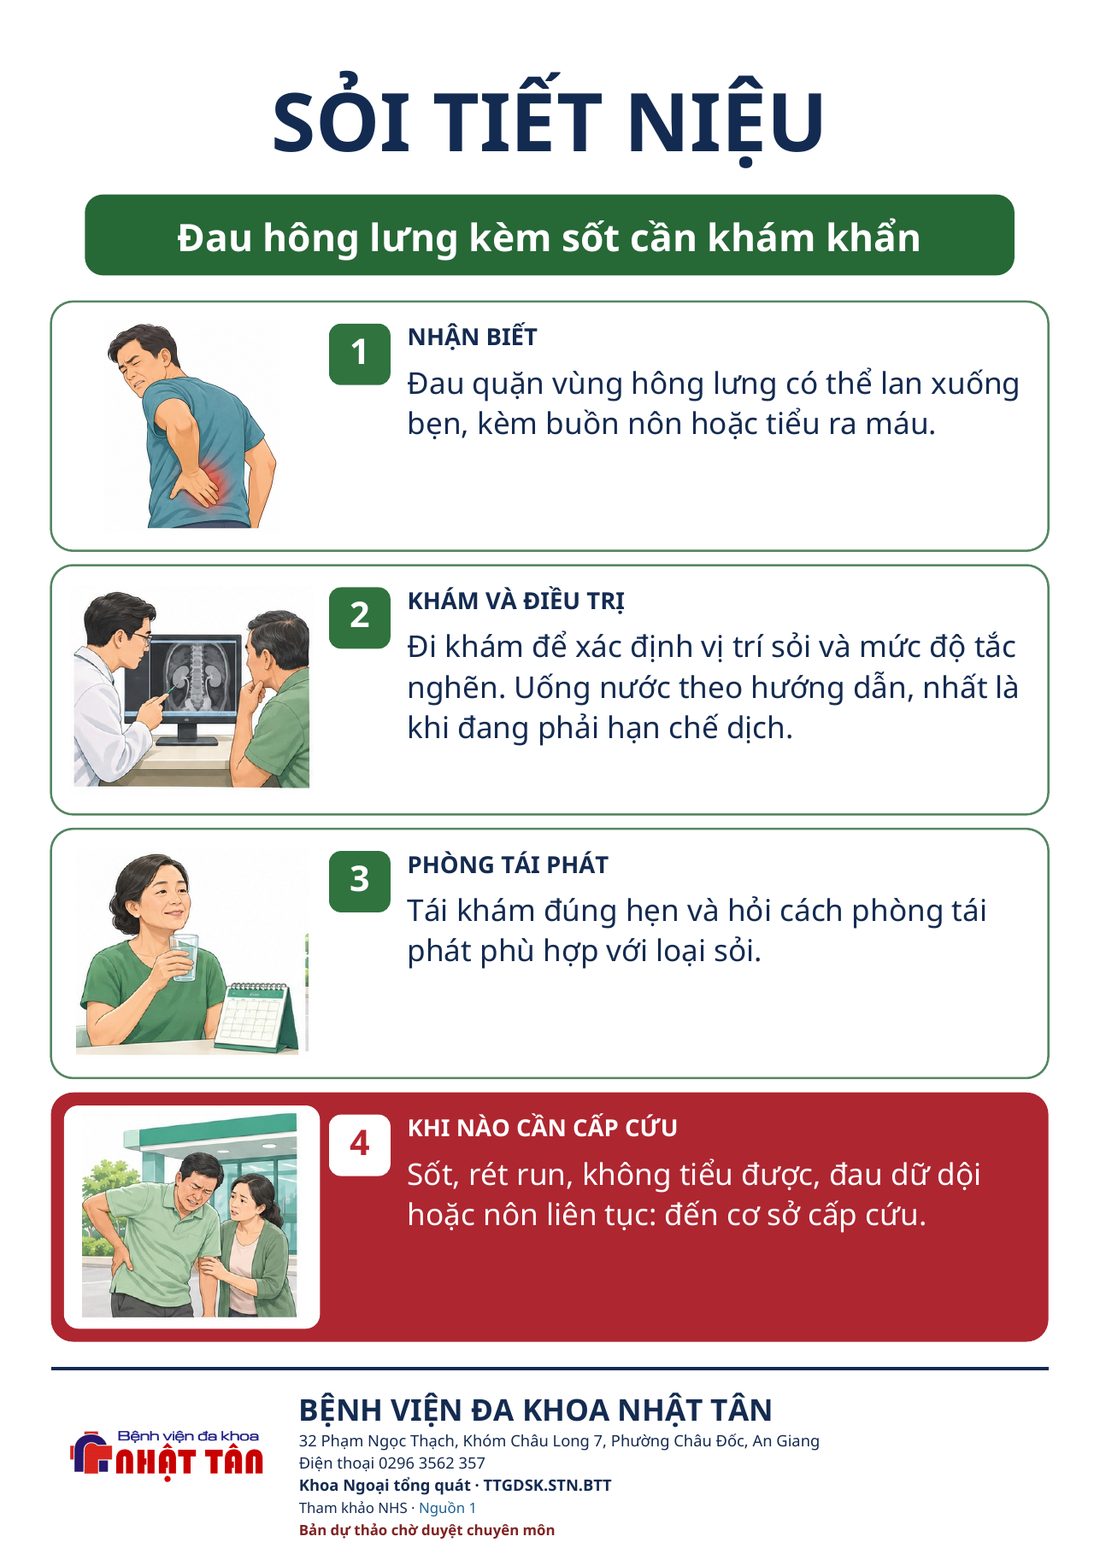 SỎI TIẾT NIỆU
Đau hông lưng kèm sốt cần khám khẩn
1
NHẬN BIẾT
Đau quặn vùng hông lưng có thể lan xuống
bẹn, kèm buồn nôn hoặc tiểu ra máu.
2
KHÁM VÀ ĐIỀU TRỊ
Đi khám để xác định vị trí sỏi và mức độ tắc
nghẽn. Uống nước theo hướng dẫn, nhất là
khi đang phải hạn chế dịch.
3
PHÒNG TÁI PHÁT
Tái khám đúng hẹn và hỏi cách phòng tái
phát phù hợp với loại sỏi.
4
KHI NÀO CẦN CẤP CỨU
Sốt, rét run, không tiểu được, đau dữ dội
hoặc nôn liên tục: đến cơ sở cấp cứu.
Bệnh viện đa khoa
NHẬT TÂN
BỆNH VIỆN ĐA KHOA NHẬT TÂN
32 Phạm Ngọc Thạch, Khóm Châu Long 7, Phường Châu Đốc, An Giang
Điện thoại 0296 3562 357
Khoa Ngoại tổng quát · TTGDSK.STN.BTT
Tham khảo NHS · Nguồn 1
Bản dự thảo chờ duyệt chuyên môn